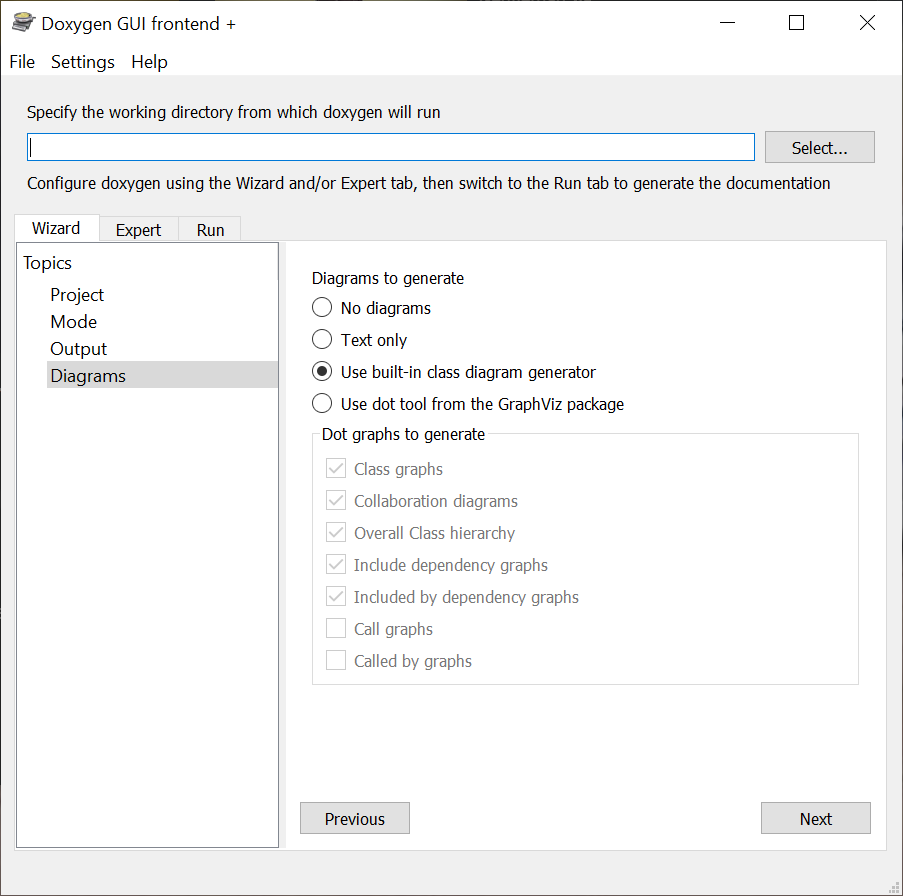 Doxygen GUI frontend +
File Settings Help
Specify the working directory from which doxygen will run
Select...
Configure doxygen using the Wizard and/or Expert tab, then switch to the Run tab to generate the documentation
Wizard Expert Run
Topics
Project
Mode
Output
Diagrams
Diagrams to generate
No diagrams
Text only
Use built-in class diagram generator
Use dot tool from the GraphViz package
Dot graphs to generate
Class graphs
Collaboration diagrams
Overall Class hierarchy
Include dependency graphs
Included by dependency graphs
Call graphs
Called by graphs
Previous Next